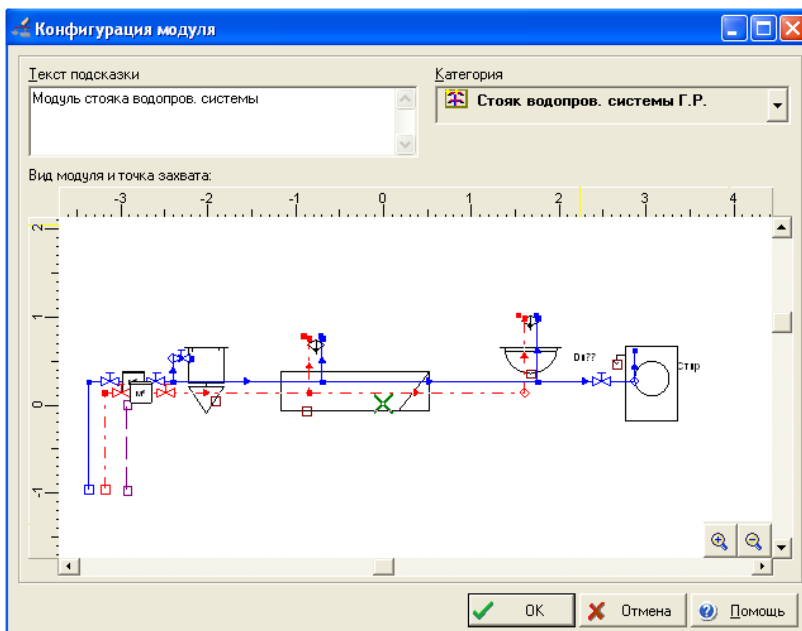 Конфигурация модуля
Текст подсказки
Категория
Модуль стояка водопров. системы
Стояк водопров. системы Г.Р.
Вид модуля и точка захвата:
-3 -2 -1 0 1 2 3 4
2
1
0
-1
Dn??
Стир
ОК
Отмена
Помощь